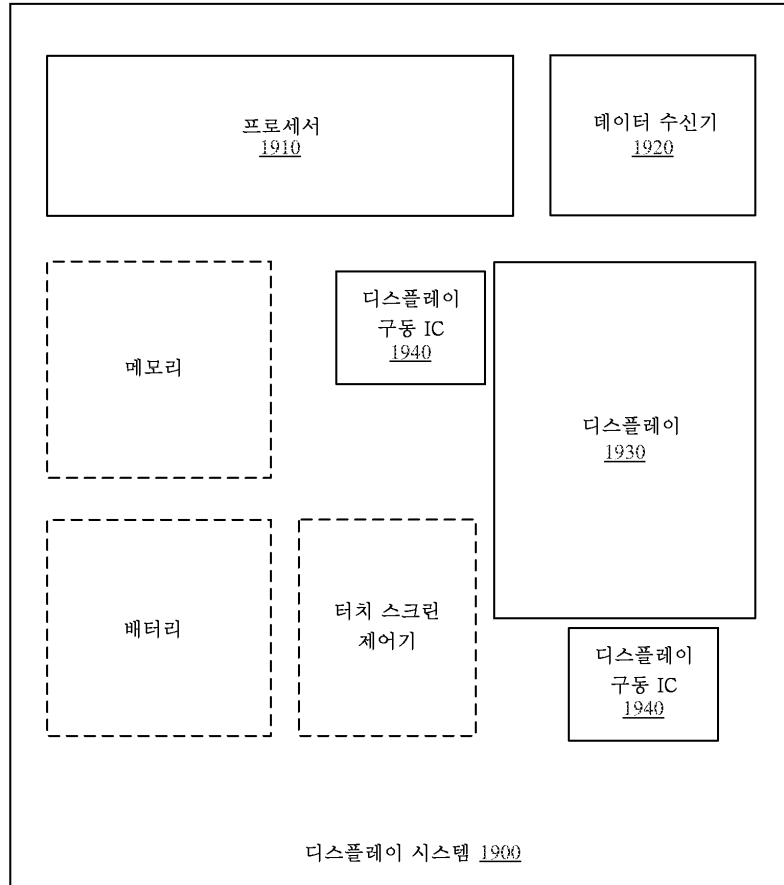 프로세서
1910
데이터 수신기
1920
메모리
디스플레이
구동 IC
1940
디스플레이
1930
배터리
터치 스크린
제어기
디스플레이
구동 IC
1940
디스플레이 시스템 1900